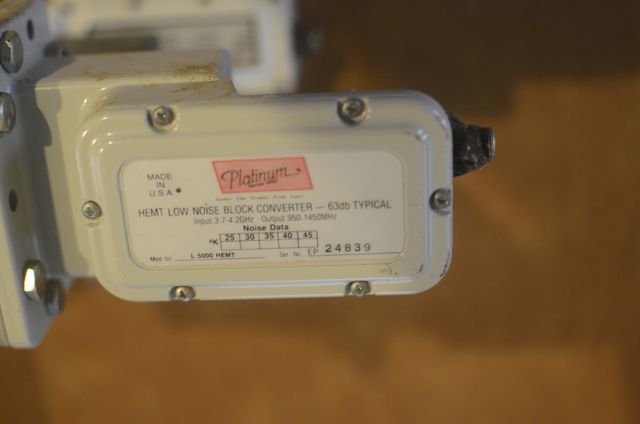 MADE
IN
U.S.A.
Platinum
HEMT LOW NOISE BLOCK CONVERTER — 63db TYPICAL
Input 3.7-4.2GHz Output 950-1450MHz
Noise Data
°K 25 30 35 40 45
Mod No L 5000 HEMT Ser No EP 24839